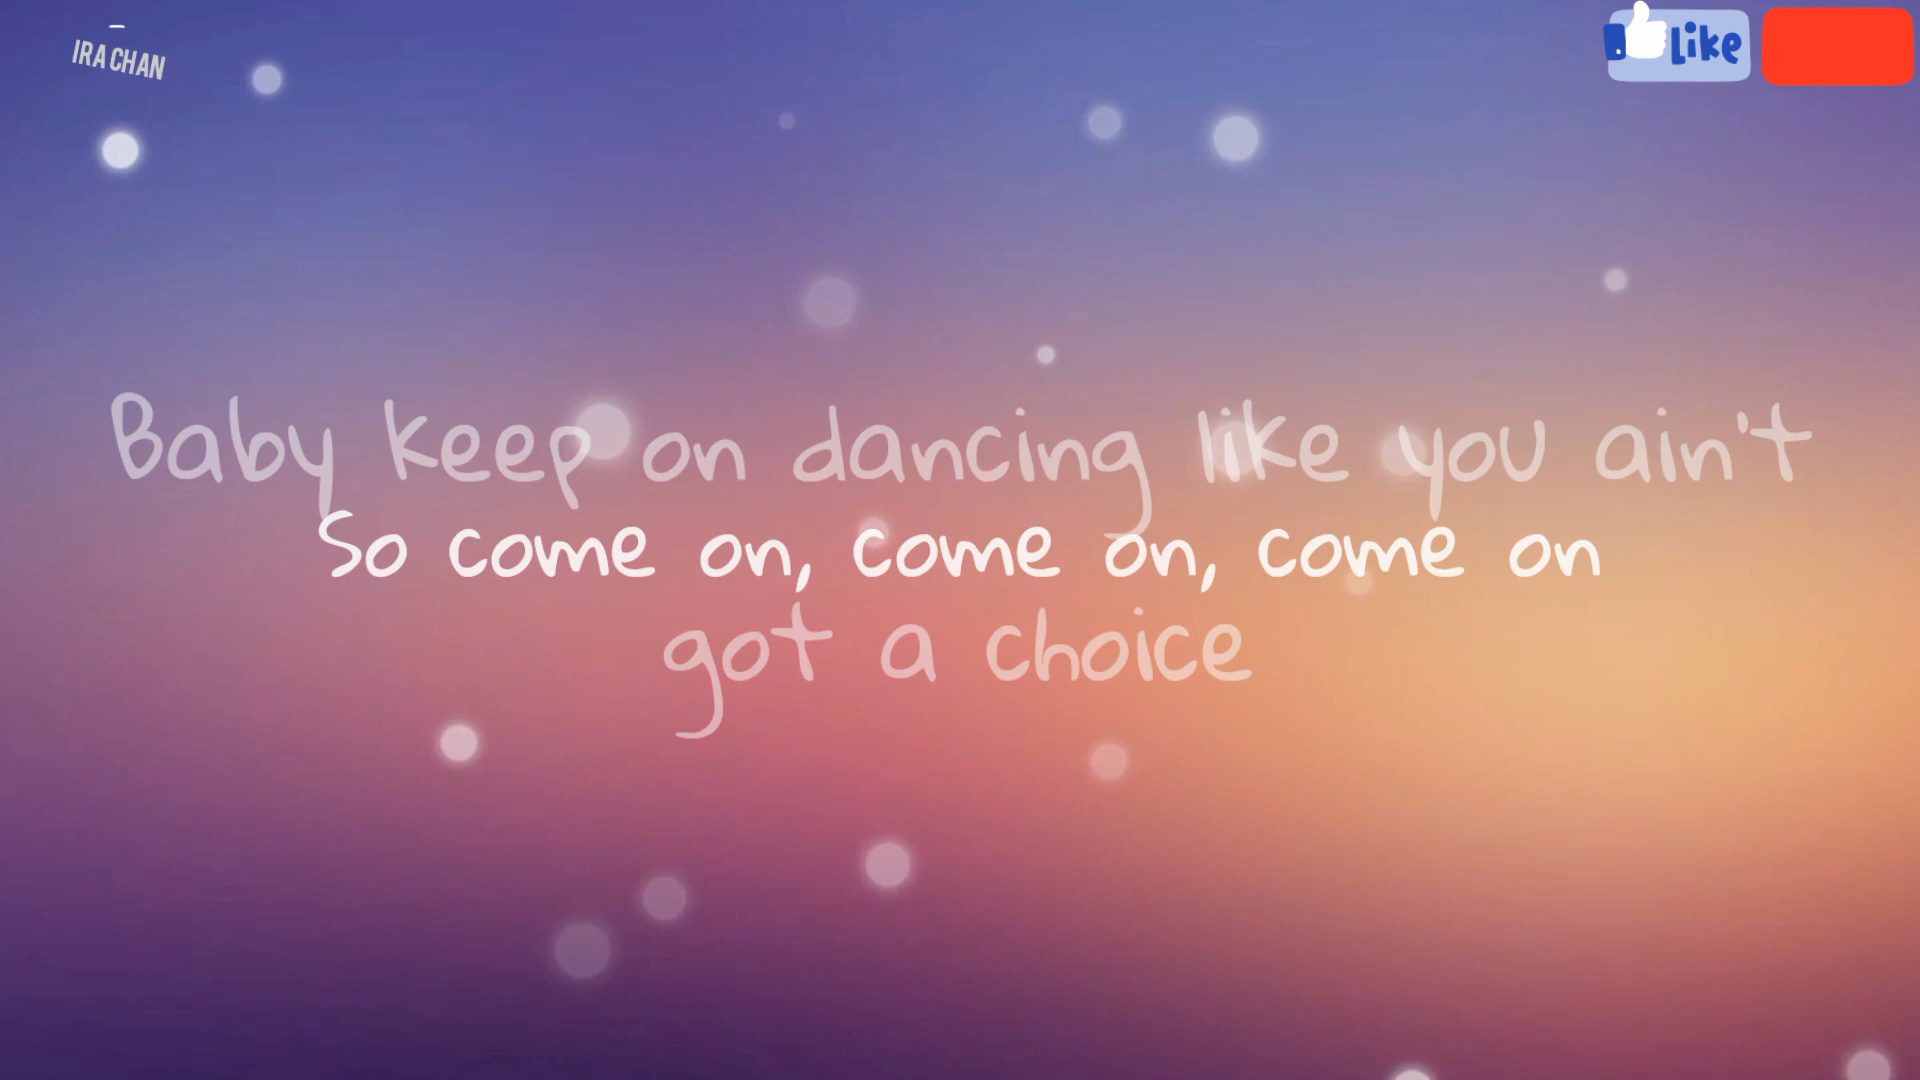 IRA CHAN
like
Baby keep on dancing like you ain't
So come on, come on, come on
got a choice